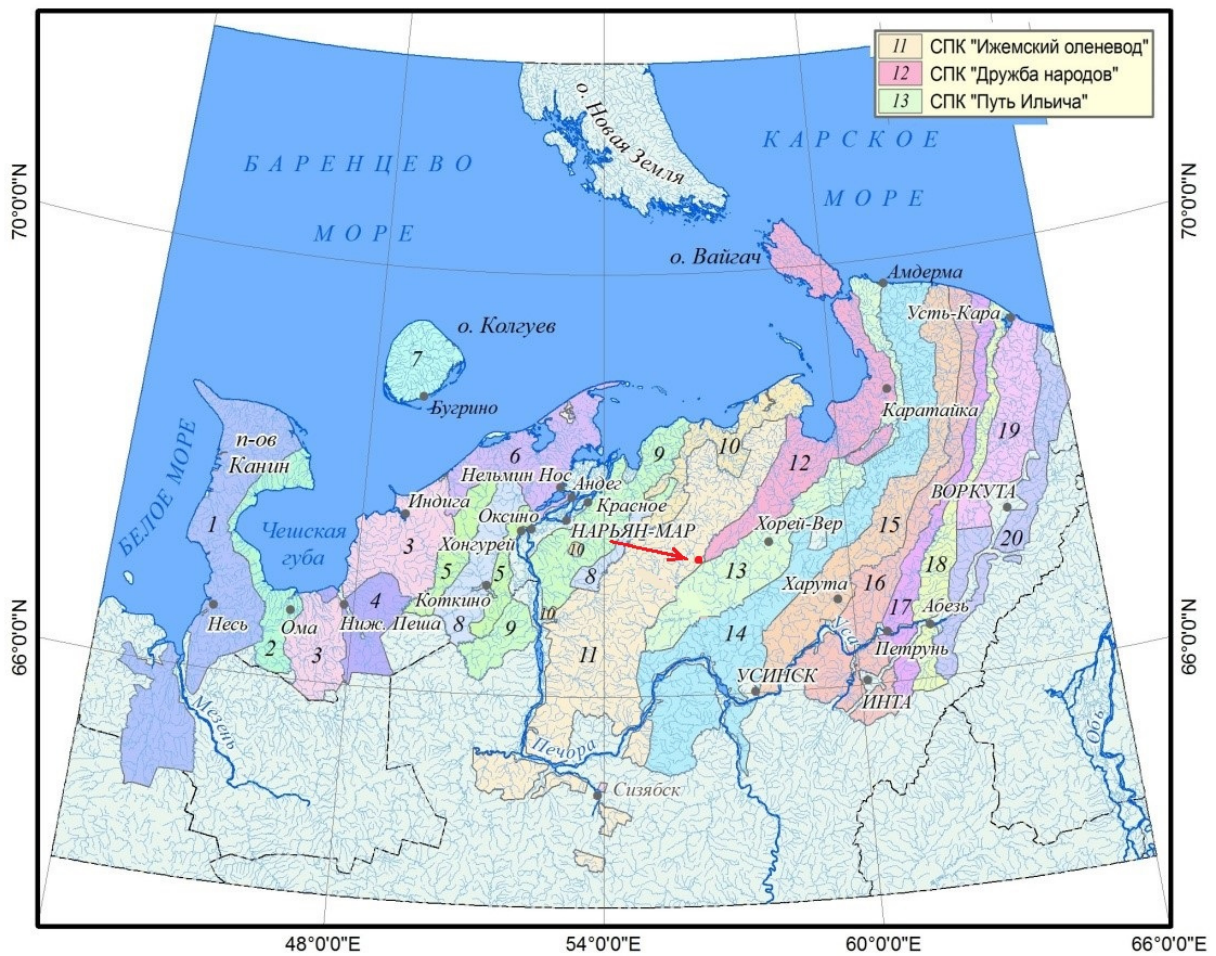 11 СПК "Ижемский оленевод"
12 СПК "Дружба народов"
13 СПК "Путь Ильича"
о. Новая Земля
КАРСКОЕ
МОРЕ
БАРЕНЦЕВО
МОРЕ
70°0'0"N
70°0'0"N
о. Вайгач
Амдерма
Усть-Кара
о. Колгуев
7
Бугрино
Каратайка
п-ов
Канин
БЕЛОЕ МОРЕ
6
9
10
12
19
Нельмин Нос
Андег
Индига
Красное
ВОРКУТА
Оксино
НАРЬЯН-МАР
Хорей-Вер
15
20
1
Чешская
губа
3
Хонгурей
10
5
5
8
13
18
Харута
16
4
Коткино
17
Абезь
Несь
Ома
Ниж. Пеша
8
10
Уса
66°0'0"N
66°0'0"N
2
3
9
11
14
Петрунь
УСИНСК
ИНТА
Мезень
Печора
Обь
Сизябск
48°0'0"E
54°0'0"E
60°0'0"E
66°0'0"E